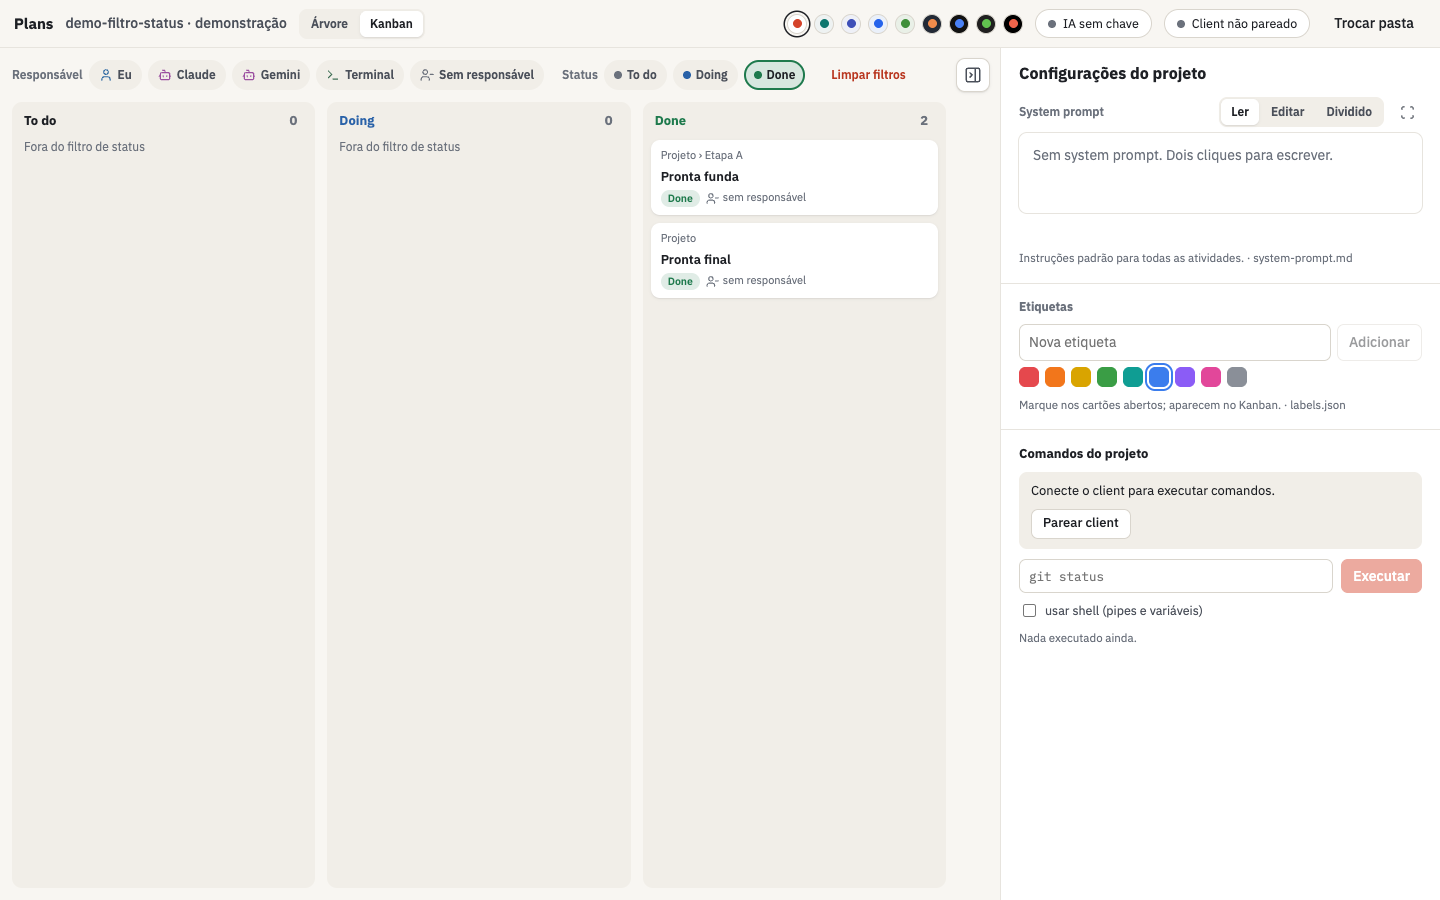 Plans demo-filtro-status · demonstração Árvore Kanban IA sem chave Client não pareado Trocar pasta
Responsável Eu Claude Gemini Terminal Sem responsável Status To do Doing Done Limpar filtros
To do 0
Fora do filtro de status
Doing 0
Fora do filtro de status
Done 2
Projeto › Etapa A
Pronta funda
Done sem responsável
Projeto
Pronta final
Done sem responsável
Configurações do projeto
System prompt Ler Editar Dividido
Sem system prompt. Dois cliques para escrever.
Instruções padrão para todas as atividades. · system-prompt.md
Etiquetas
Nova etiqueta Adicionar
Marque nos cartões abertos; aparecem no Kanban. · labels.json
Comandos do projeto
Conecte o client para executar comandos.
Parear client
git status Executar
usar shell (pipes e variáveis)
Nada executado ainda.